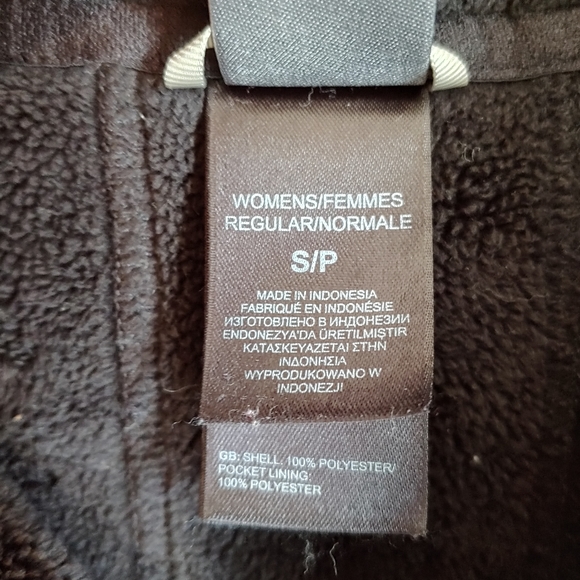 WOMENS/FEMMES
REGULAR/NORMALE
S/P
MADE IN INDONESIA
FABRIQUÉ EN INDONÉSIE
ИЗГОТОВЛЕНО В ИНДОНЕЗИИ
ENDONEZYA'DA ÜRETILMIŞTIR
ΚΑΤΑΣΚΕΥΑΖΕΤΑΙ ΣΤΗΝ
ΙΝΔΟΝΗΣΙΑ
WYPRODUKOWANO W
INDONEZJI
GB: SHELL: 100% POLYESTER/
POCKET LINING
100% POLYESTER